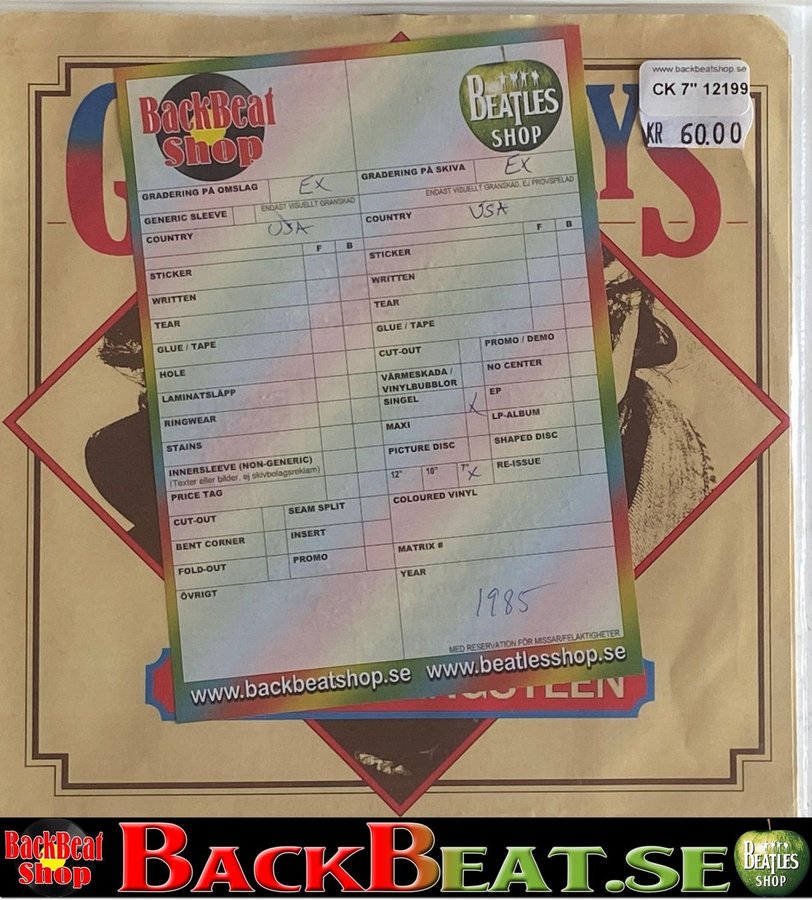 www.backbeatshop.se
CK 7" 12199
KR 60.00
G
YS
BackBeat
Shop
BEATLES
SHOP
GRADERING PÅ OMSLAG EX
ENDAST VISUELLT GRANSKAD
GENERIC SLEEVE
COUNTRY USA
F B
STICKER
WRITTEN
TEAR
GLUE / TAPE
HOLE
LAMINATSLÄPP
RINGWEAR
STAINS
INNERSLEEVE (NON-GENERIC)
(Texter eller bilder, ej skivbolagsreklam)
PRICE TAG
CUT-OUT SEAM SPLIT
BENT CORNER INSERT
FOLD-OUT PROMO
ÖVRIGT
GRADERING PÅ SKIVA EX
ENDAST VISUELLT GRANSKAD, EJ PROVSPELAD
COUNTRY USA
F B
STICKER
WRITTEN
TEAR
GLUE / TAPE
CUT-OUT PROMO / DEMO
VÄRMESKADA / NO CENTER
VINYLBUBBLOR
SINGEL X EP
MAXI LP-ALBUM
PICTURE DISC SHAPED DISC
12" 10" 7" X RE-ISSUE
COLOURED VINYL
MATRIX #
YEAR
1985
MED RESERVATION FÖR MISSAR/FELAKTIGHETER
www.backbeatshop.se www.beatlesshop.se
NGSTEEN
BackBeat
Shop
BACKBEAT.SE
BEATLES
SHOP